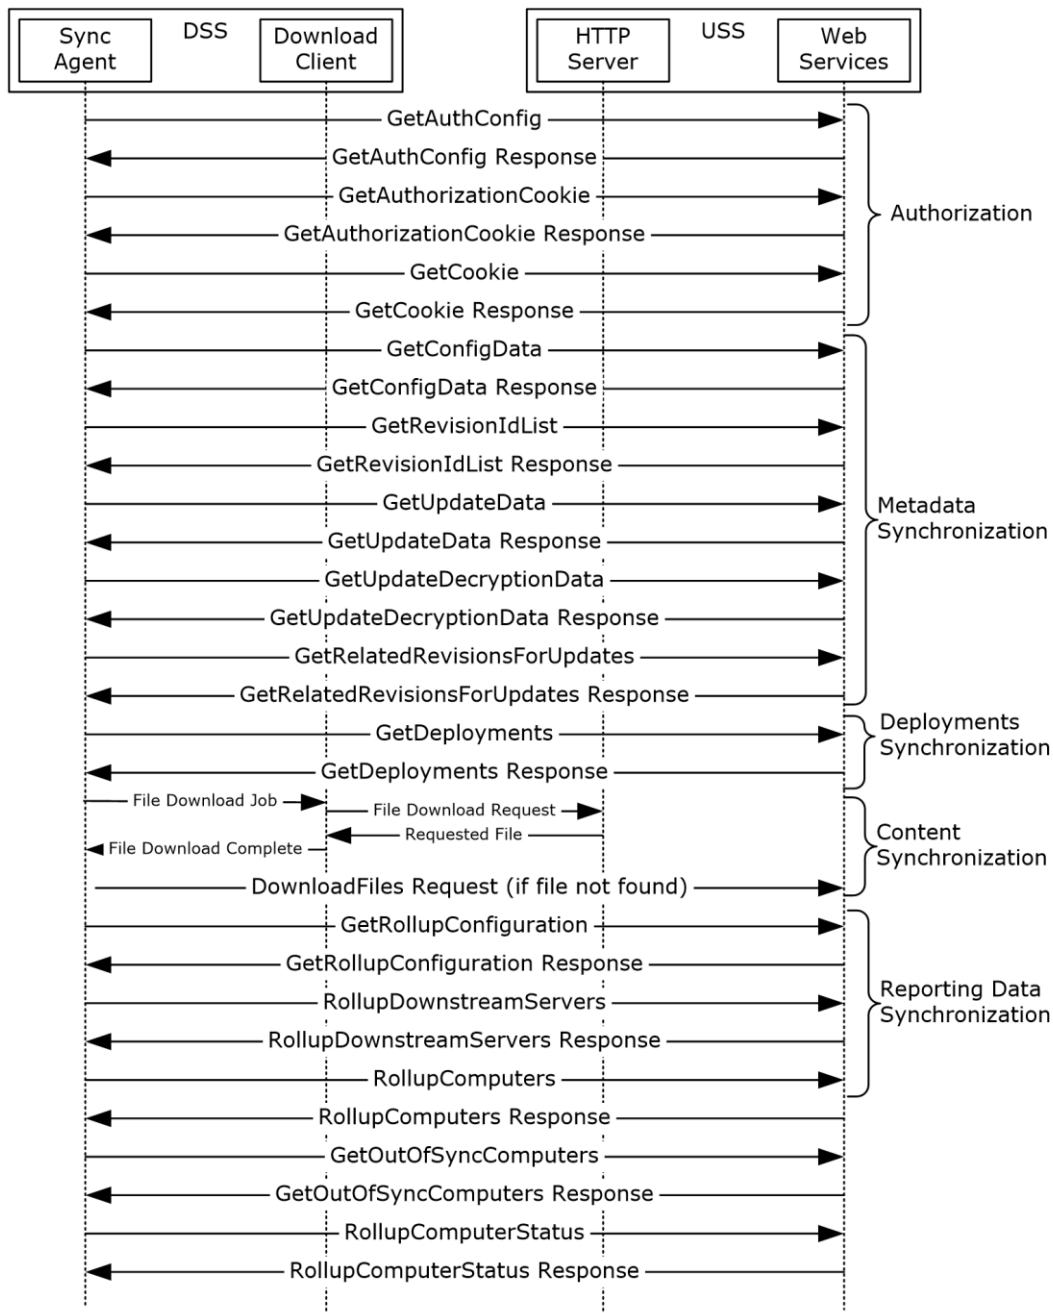 DSS
Sync
Agent
Download
Client
USS
HTTP
Server
Web
Services
GetAuthConfig
GetAuthConfig Response
GetAuthorizationCookie
Authorization
GetAuthorizationCookie Response
GetCookie
GetCookie Response
GetConfigData
GetConfigData Response
GetRevisionIdList
GetRevisionIdList Response
GetUpdateData
Metadata
Synchronization
GetUpdateData Response
GetUpdateDecryptionData
GetUpdateDecryptionData Response
GetRelatedRevisionsForUpdates
GetRelatedRevisionsForUpdates Response
GetDeployments
Deployments
Synchronization
GetDeployments Response
File Download Job
File Download Request
Requested File
File Download Complete
Content
Synchronization
DownloadFiles Request (if file not found)
GetRollupConfiguration
GetRollupConfiguration Response
RollupDownstreamServers
Reporting Data
Synchronization
RollupDownstreamServers Response
RollupComputers
RollupComputers Response
GetOutOfSyncComputers
GetOutOfSyncComputers Response
RollupComputerStatus
RollupComputerStatus Response